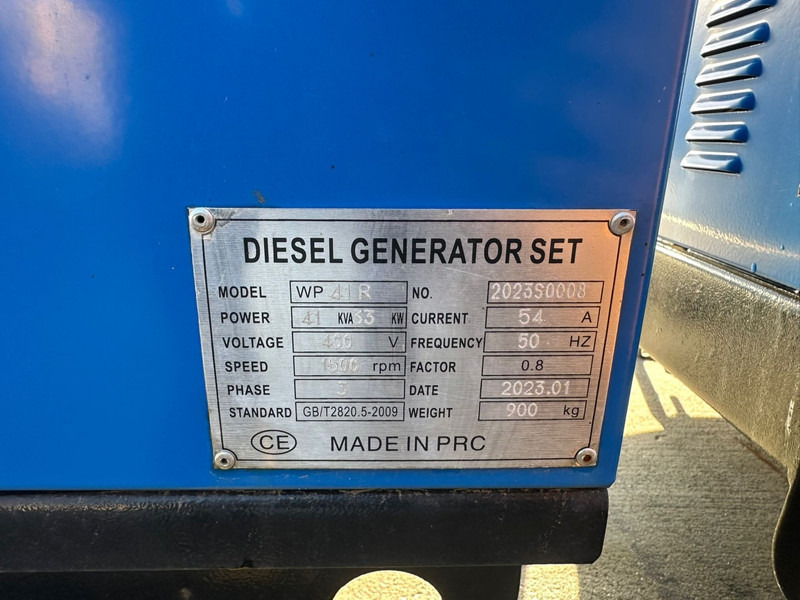 DIESEL GENERATOR SET
MODEL WP 41R NO. 2023S0008
POWER 41 KVA 33 KW CURRENT 54 A
VOLTAGE 400 V FREQUENCY 50 HZ
SPEED 1500 rpm FACTOR 0.8
PHASE 3 DATE 2023.01
STANDARD GB/T2820.5-2009 WEIGHT 900 kg
CE MADE IN PRC